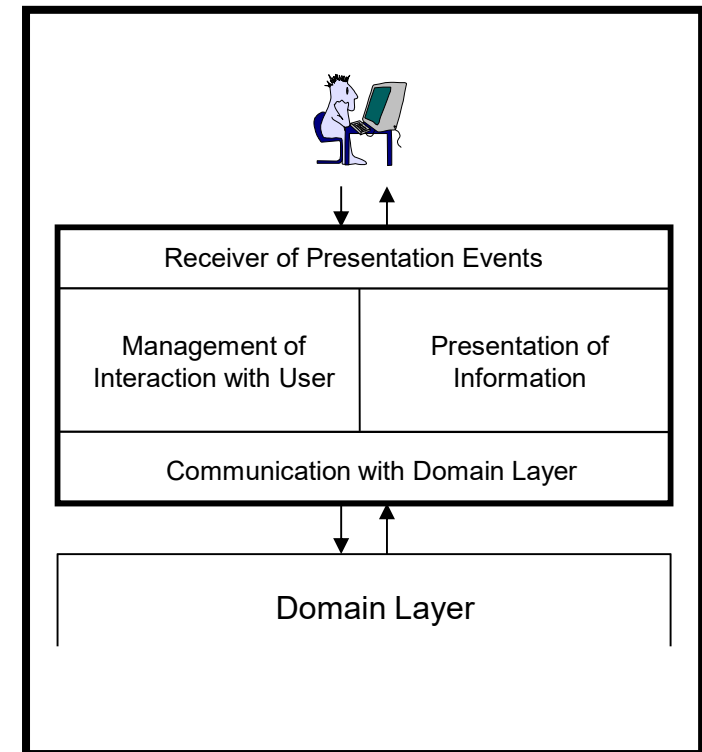 Receiver of Presentation Events
Management of
Interaction with User
Presentation of
Information
Communication with Domain Layer
Domain Layer